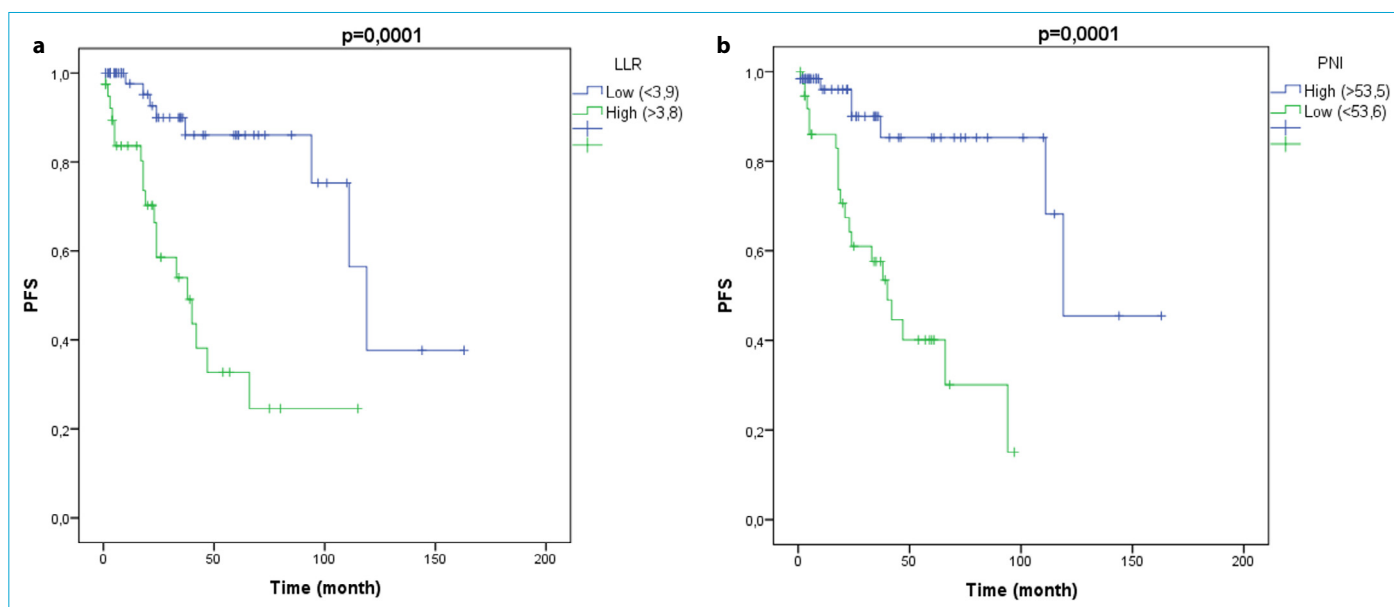 a
p=0,0001
LLR
Low (<3,9)
High (>3,8)
1,0
0,8
0,6
0,4
0,2
0,0
PFS
0 50 100 150 200
Time (month)
b
p=0,0001
PNI
High (>53,5)
Low (<53,6)
1,0
0,8
0,6
0,4
0,2
0,0
PFS
0 50 100 150 200
Time (month)